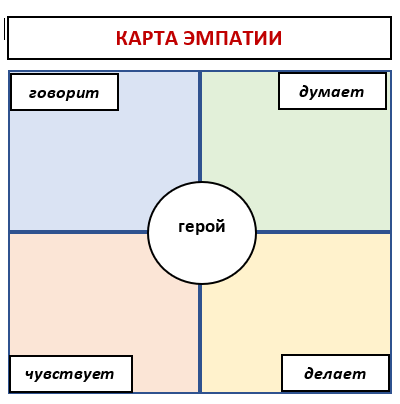 КАРТА ЭМПАТИИ
говорит
думает
герой
чувствует
делает